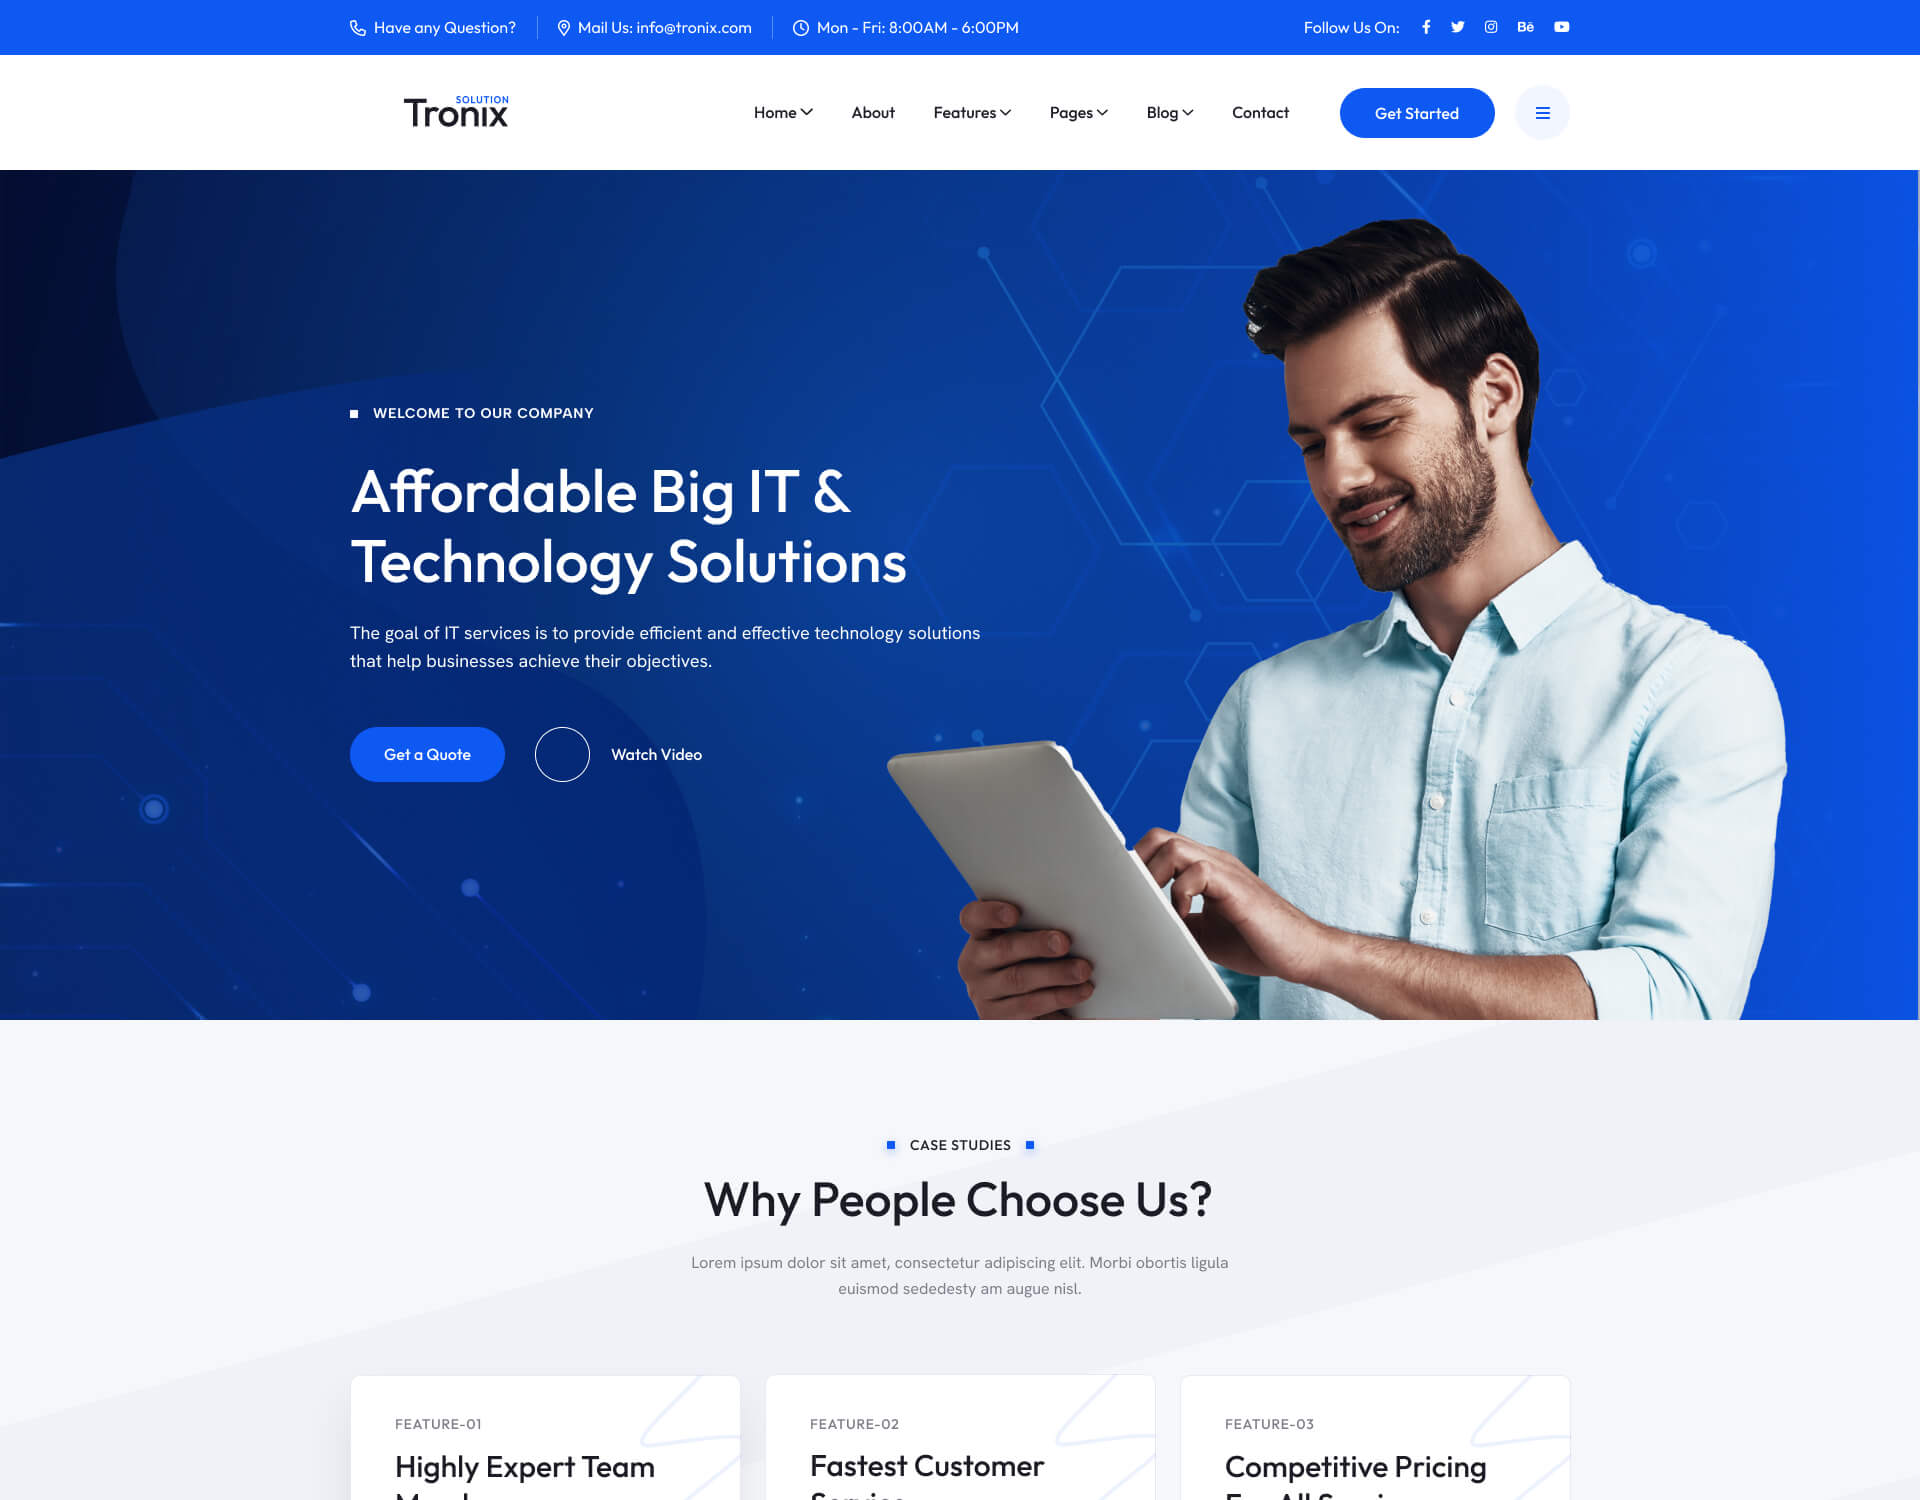 Have any Question?
Mail Us: info@tronix.com
Mon - Fri: 8:00AM - 6:00PM
Follow Us On:
Bē
SOLUTION
Tronix
Home
About
Features
Pages
Blog
Contact
Get Started
WELCOME TO OUR COMPANY
Affordable Big IT &
Technology Solutions
The goal of IT services is to provide efficient and effective technology solutions
that help businesses achieve their objectives.
Get a Quote
Watch Video
CASE STUDIES
Why People Choose Us?
Lorem ipsum dolor sit amet, consectetur adipiscing elit. Morbi obortis ligula
euismod sededesty am augue nisl.
FEATURE-01
Highly Expert Team
FEATURE-02
Fastest Customer
FEATURE-03
Competitive Pricing